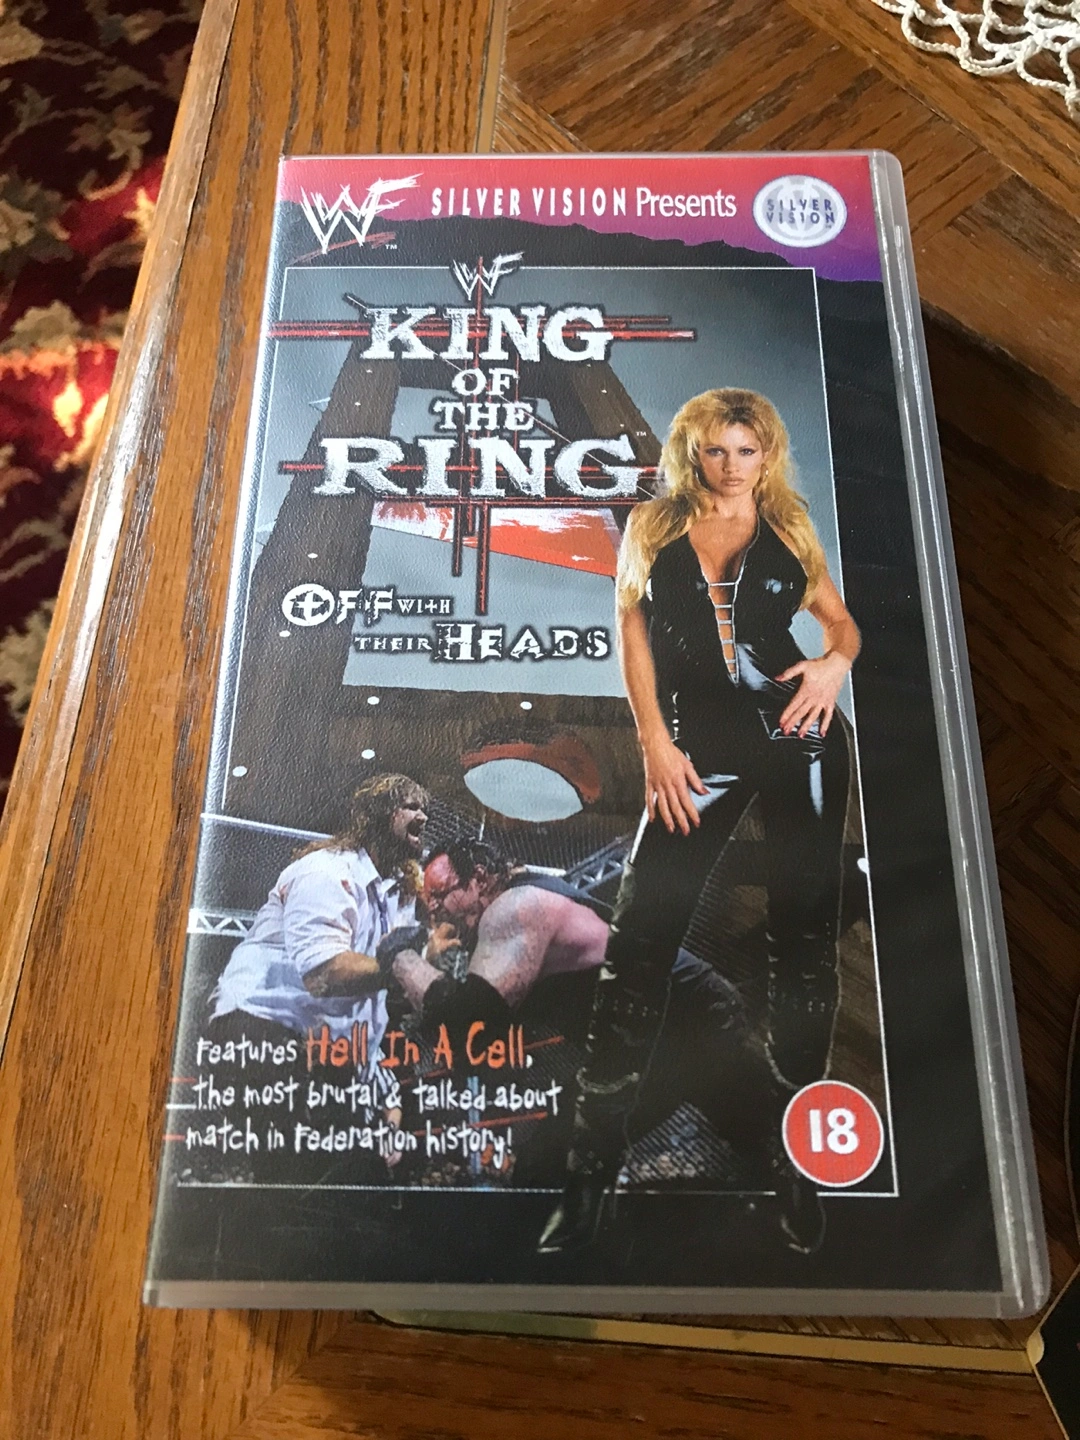 WF SILVER VISION Presents
SILVER
VISION
WF
KING
OF
THE
RING
OFF WITH
THEIR HEADS
Features Hell In A Cell,
the most brutal & talked about
match in Federation history!
18